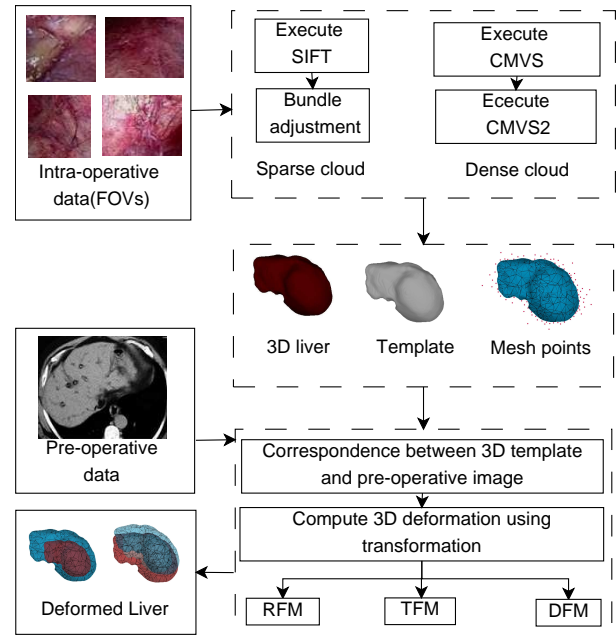 Intra-operative
data(FOVs)
Execute
SIFT
Bundle
adjustment
Sparse cloud
Execute
CMVS
Ececute
CMVS2
Dense cloud
3D liver
Template
Mesh points
Pre-operative
data
Correspondence between 3D template
and pre-operative image
Compute 3D deformation using
transformation
RFM
TFM
DFM
Deformed Liver